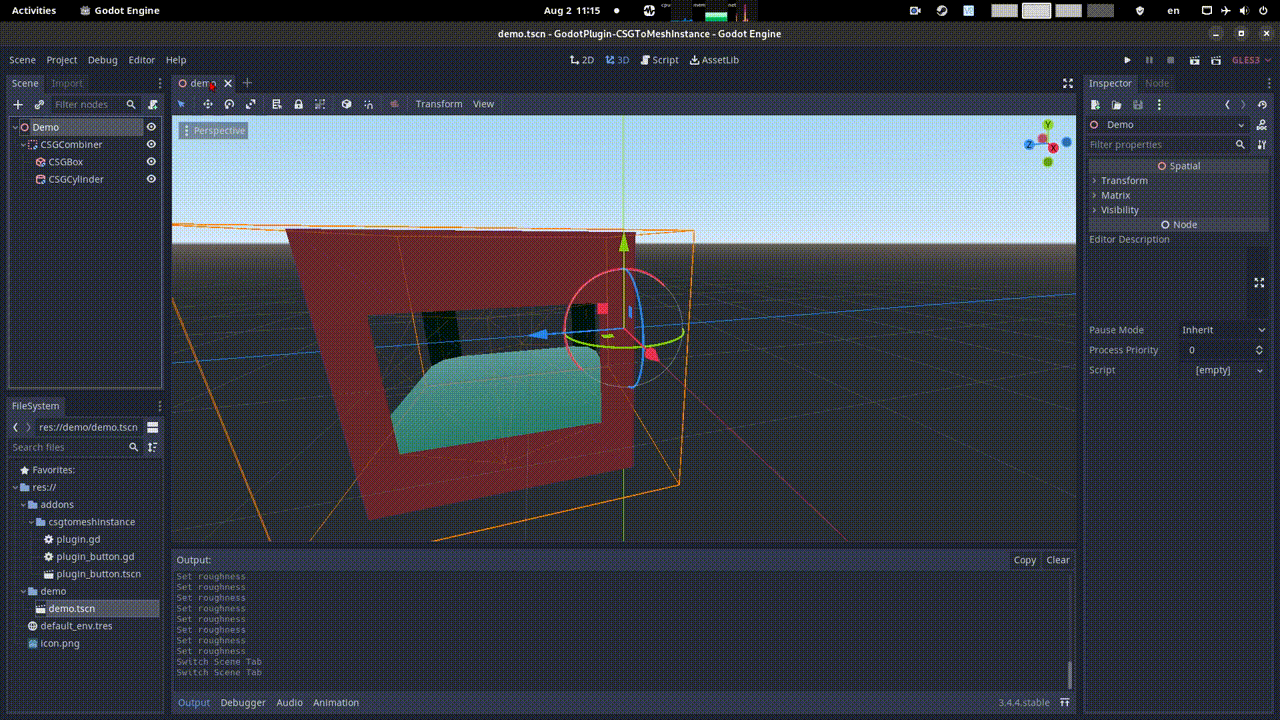 Activities Godot Engine Aug 2 11:15 cpu mem net en
demo.tscn - GodotPlugin-CSGToMeshInstance - Godot Engine
Scene Project Debug Editor Help 2D 3D Script AssetLib GLES3
Scene Import
demo
Inspector Node
Filter nodes
Transform View
Demo
CSGCombiner
CSGBox
CSGCylinder
Perspective
Y
Z
X
Demo
Filter properties
Spatial
Transform
Matrix
Visibility
Node
Editor Description
Pause Mode Inherit
Process Priority 0
Script [empty]
FileSystem
res://demo/demo.tscn
Search files
Favorites:
res://
addons
csgtomeshinstance
plugin.gd
plugin_button.gd
plugin_button.tscn
demo
demo.tscn
default_env.tres
icon.png
Output: Copy Clear
Set roughness
Set roughness
Set roughness
Set roughness
Set roughness
Set roughness
Set roughness
Set roughness
Switch Scene Tab
Switch Scene Tab
Output Debugger Audio Animation 3.4.4.stable